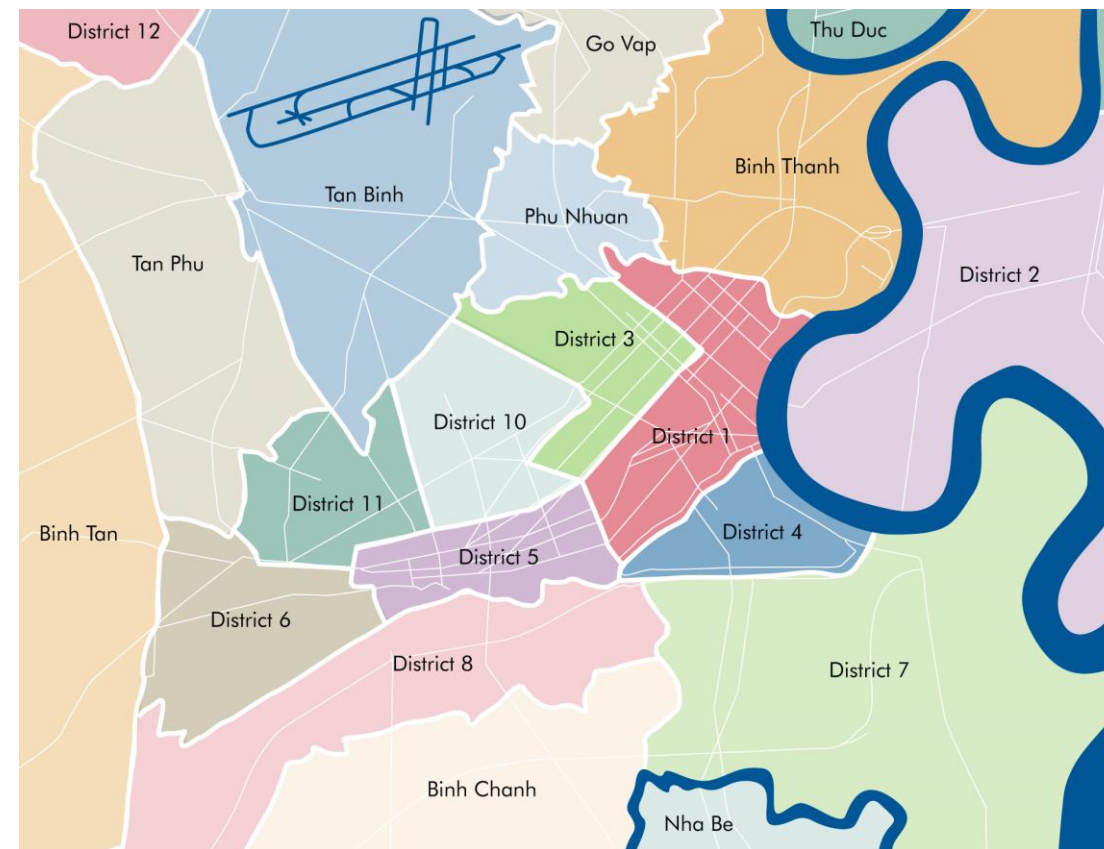 District 12
Go Vap
Thu Duc
Tan Binh
Binh Thanh
Phu Nhuan
Tan Phu
District 2
District 3
District 10
District 1
District 11
Binh Tan
District 4
District 5
District 6
District 8
District 7
Binh Chanh
Nha Be